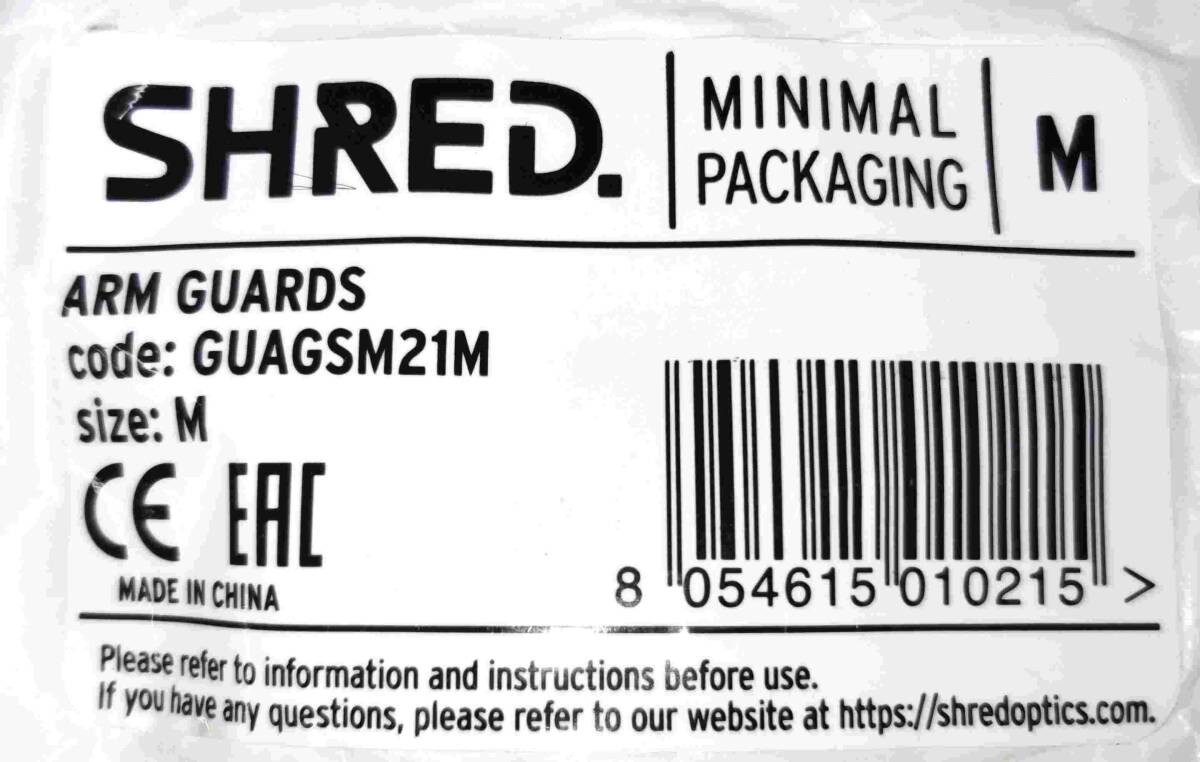 SHRED.
MINIMAL
PACKAGING
M
ARM GUARDS
code: GUAGSM21M
size: M
CE EAC
MADE IN CHINA
8 054615 010215 >
Please refer to information and instructions before use.
If you have any questions, please refer to our website at https://shredoptics.com.